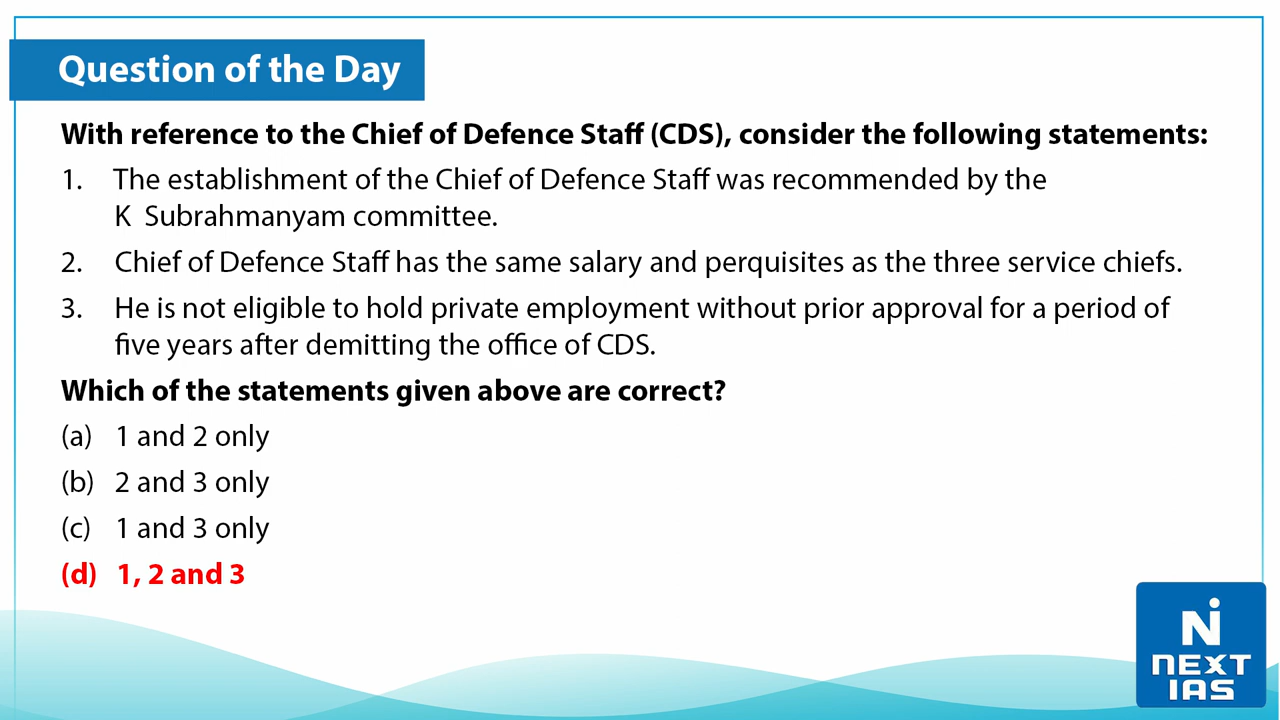 Question of the Day
With reference to the Chief of Defence Staff (CDS), consider the following statements:
1. The establishment of the Chief of Defence Staff was recommended by the
K Subrahmanyam committee.
2. Chief of Defence Staff has the same salary and perquisites as the three service chiefs.
3. He is not eligible to hold private employment without prior approval for a period of
five years after demitting the office of CDS.
Which of the statements given above are correct?
(a) 1 and 2 only
(b) 2 and 3 only
(c) 1 and 3 only
(d) 1, 2 and 3
NEXT
IAS